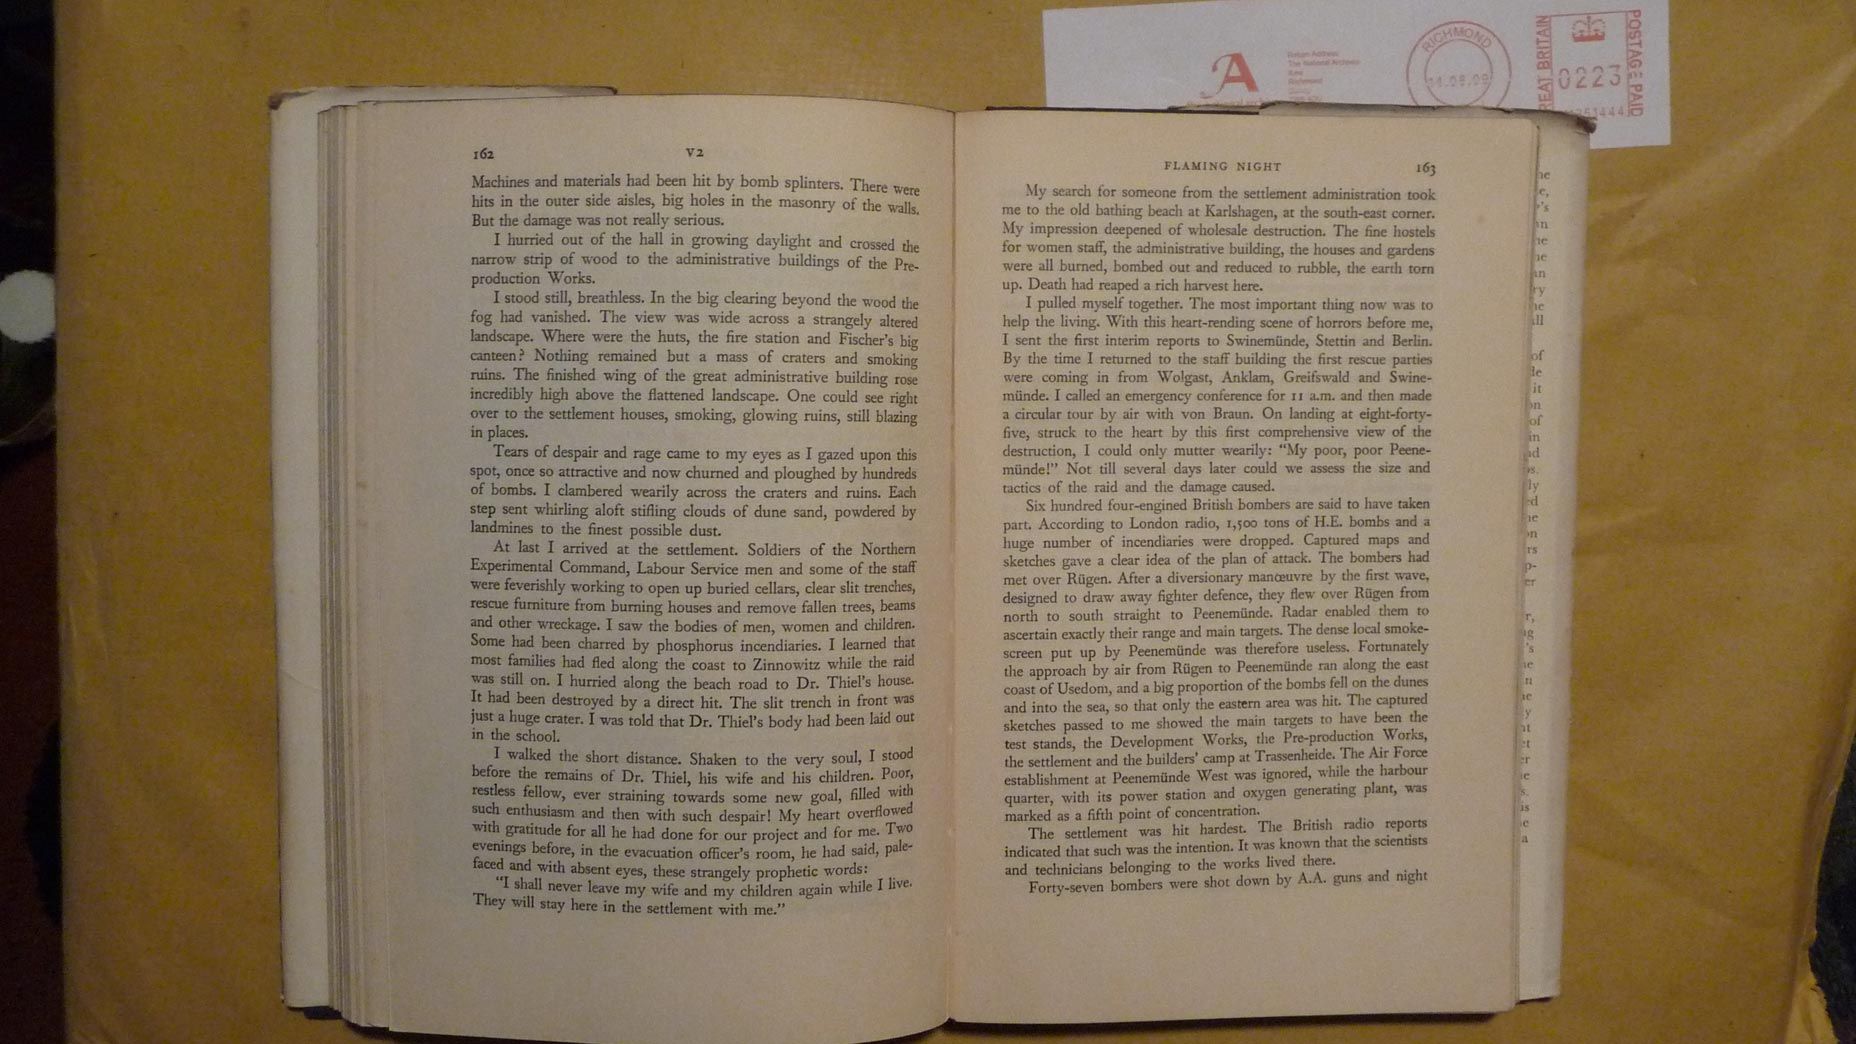 162
V2
Machines and materials had been hit by bomb splinters. There were
hits in the outer side aisles, big holes in the masonry of the walls.
But the damage was not really serious.
I hurried out of the hall in growing daylight and crossed the
narrow strip of wood to the administrative buildings of the Pre-
production Works.
I stood still, breathless. In the big clearing beyond the wood the
fog had vanished. The view was wide across a strangely altered
landscape. Where were the huts, the fire station and Fischer's big
canteen? Nothing remained but a mass of craters and smoking
ruins. The finished wing of the great administrative building rose
incredibly high above the flattened landscape. One could see right
over to the settlement houses, smoking, glowing ruins, still blazing
in places.
Tears of despair and rage came to my eyes as I gazed upon this
spot, once so attractive and now churned and ploughed by hundreds
of bombs. I clambered wearily across the craters and ruins. Each
step sent whirling aloft stifling clouds of dune sand, powdered by
landmines to the finest possible dust.
At last I arrived at the settlement. Soldiers of the Northern
Experimental Command, Labour Service men and some of the staff
were feverishly working to open up buried cellars, clear slit trenches,
rescue furniture from burning houses and remove fallen trees, beams
and other wreckage. I saw the bodies of men, women and children.
Some had been charred by phosphorus incendiaries. I learned that
most families had fled along the coast to Zinnowitz while the raid
was still on. I hurried along the beach road to Dr. Thiel's house.
It had been destroyed by a direct hit. The slit trench in front was
just a huge crater. I was told that Dr. Thiel's body had been laid out
in the school.
I walked the short distance. Shaken to the very soul, I stood
before the remains of Dr. Thiel, his wife and his children. Poor,
restless fellow, ever straining towards some new goal, filled with
such enthusiasm and then with such despair! My heart overflowed
with gratitude for all he had done for our project and for me. Two
evenings before, in the evacuation officer's room, he had said, pale-
faced and with absent eyes, these strangely prophetic words:
"I shall never leave my wife and my children again while I live.
They will stay here in the settlement with me."
FLAMING NIGHT
163
My search for someone from the settlement administration took
me to the old bathing beach at Karlshagen, at the south-east corner.
My impression deepened of wholesale destruction. The fine hostels
for women staff, the administrative building, the houses and gardens
were all burned, bombed out and reduced to rubble, the earth torn
up. Death had reaped a rich harvest here.
I pulled myself together. The most important thing now was to
help the living. With this heart-rending scene of horrors before me,
I sent the first interim reports to Swinemünde, Stettin and Berlin.
By the time I returned to the staff building the first rescue parties
were coming in from Wolgast, Anklam, Greifswald and Swine-
münde. I called an emergency conference for 11 a.m. and then made
a circular tour by air with von Braun. On landing at eight-forty-
five, struck to the heart by this first comprehensive view of the
destruction, I could only mutter wearily: "My poor, poor Peene-
münde!" Not till several days later could we assess the size and
tactics of the raid and the damage caused.
Six hundred four-engined British bombers are said to have taken
part. According to London radio, 1,500 tons of H.E. bombs and a
huge number of incendiaries were dropped. Captured maps and
sketches gave a clear idea of the plan of attack. The bombers had
met over Rügen. After a diversionary manœuvre by the first wave,
designed to draw away fighter defence, they flew over Rügen from
north to south straight to Peenemünde. Radar enabled them to
ascertain exactly their range and main targets. The dense local smoke-
screen put up by Peenemünde was therefore useless. Fortunately
the approach by air from Rügen to Peenemünde ran along the east
coast of Usedom, and a big proportion of the bombs fell on the dunes
and into the sea, so that only the eastern area was hit. The captured
sketches passed to me showed the main targets to have been the
test stands, the Development Works, the Pre-production Works,
the settlement and the builders' camp at Trassenheide. The Air Force
establishment at Peenemünde West was ignored, while the harbour
quarter, with its power station and oxygen generating plant, was
marked as a fifth point of concentration.
The settlement was hit hardest. The British radio reports
indicated that such was the intention. It was known that the scientists
and technicians belonging to the works lived there.
Forty-seven bombers were shot down by A.A. guns and night
A
Return Address
The National Archives
Kew
Richmond
RICHMOND
14.08.09
GREAT BRITAIN
0223
POSTAGE PAID